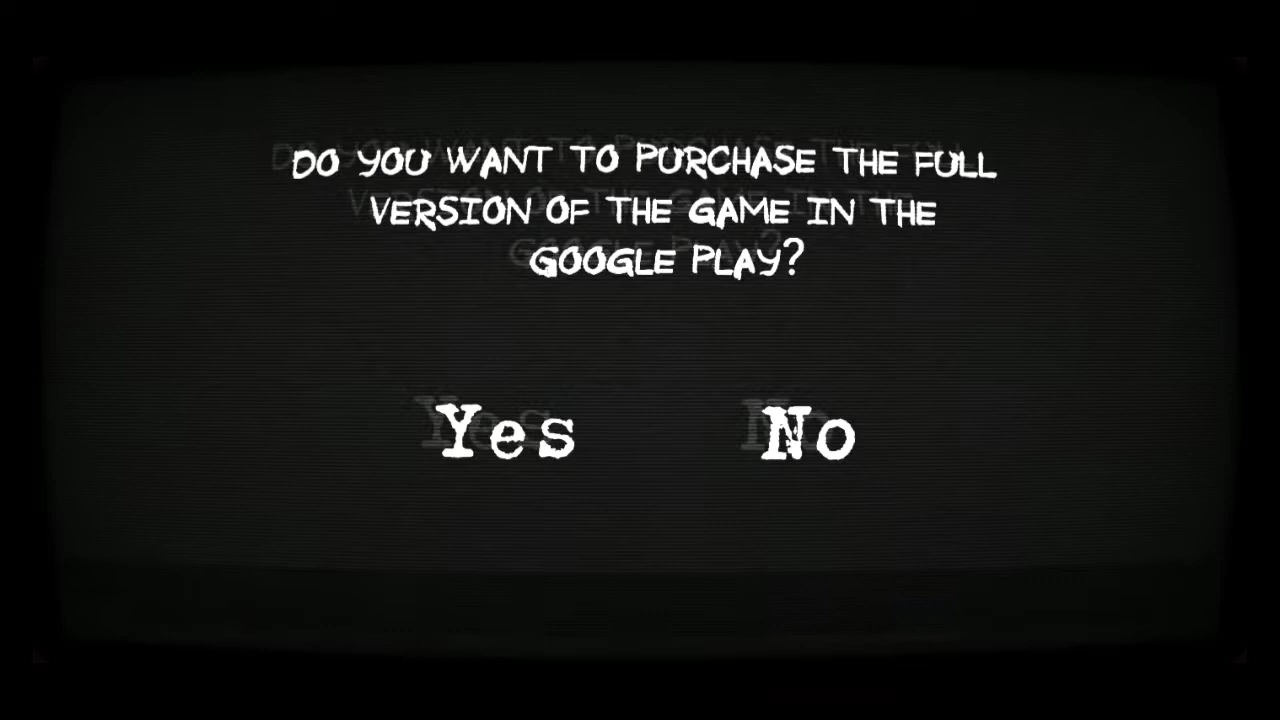 DO YOU WANT TO PURCHASE THE FULL
VERSION OF THE GAME IN THE
GOOGLE PLAY?
Yes No